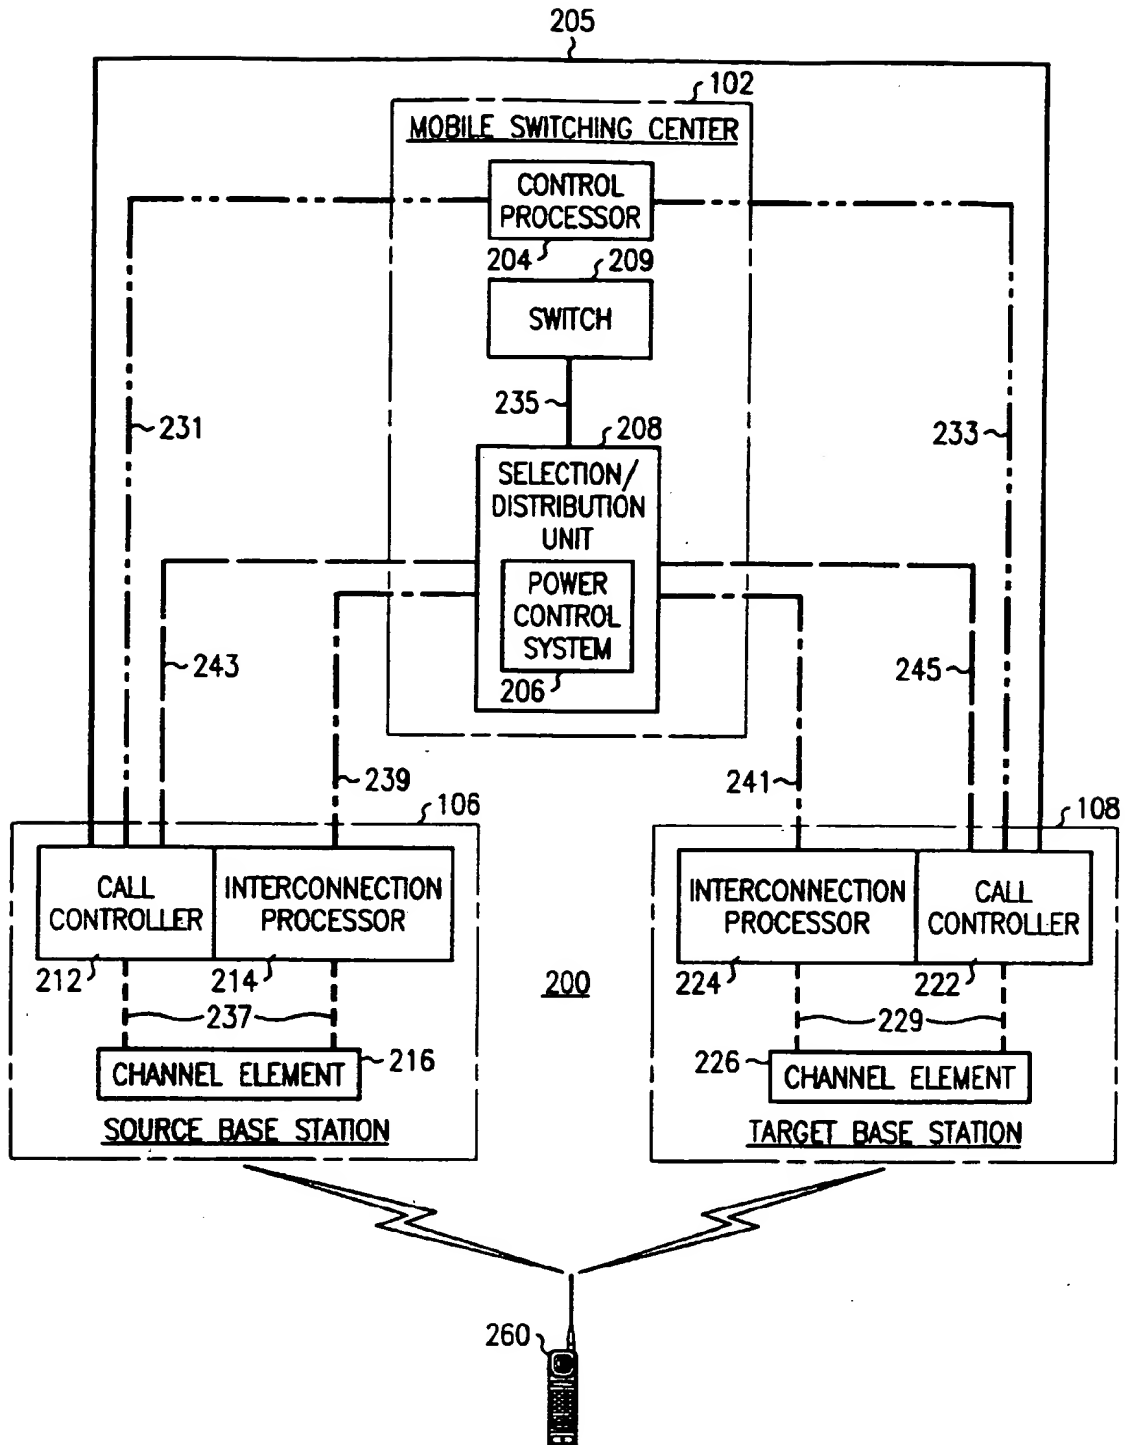 205
102
MOBILE SWITCHING CENTER
CONTROL
PROCESSOR
204
209
SWITCH
235
231
208
233
SELECTION/
DISTRIBUTION
UNIT
POWER
CONTROL
SYSTEM
206
243
245
239
241
106
108
CALL
CONTROLLER
INTERCONNECTION
PROCESSOR
INTERCONNECTION
PROCESSOR
CALL
CONTROLLER
212
214
200
224
222
237
229
CHANNEL ELEMENT
216
226
CHANNEL ELEMENT
SOURCE BASE STATION
TARGET BASE STATION
260